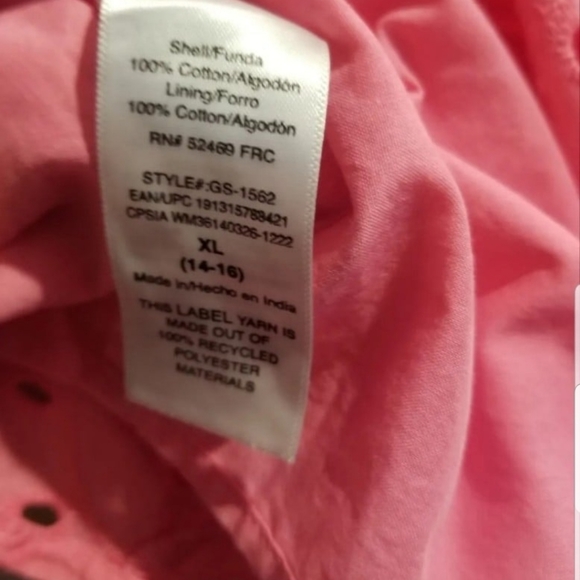 Shell/Funda
100% Cotton/Algodón
Lining/Forro
100% Cotton/Algodón
RN# 52469 FRC
STYLE#:GS-1562
EAN/UPC 191315788421
CPSIA WM36140326-1222
XL
(14-16)
Made in/Hecho en India
THIS LABEL YARN IS
MADE OUT OF
100% RECYCLED
POLYESTER
MATERIALS